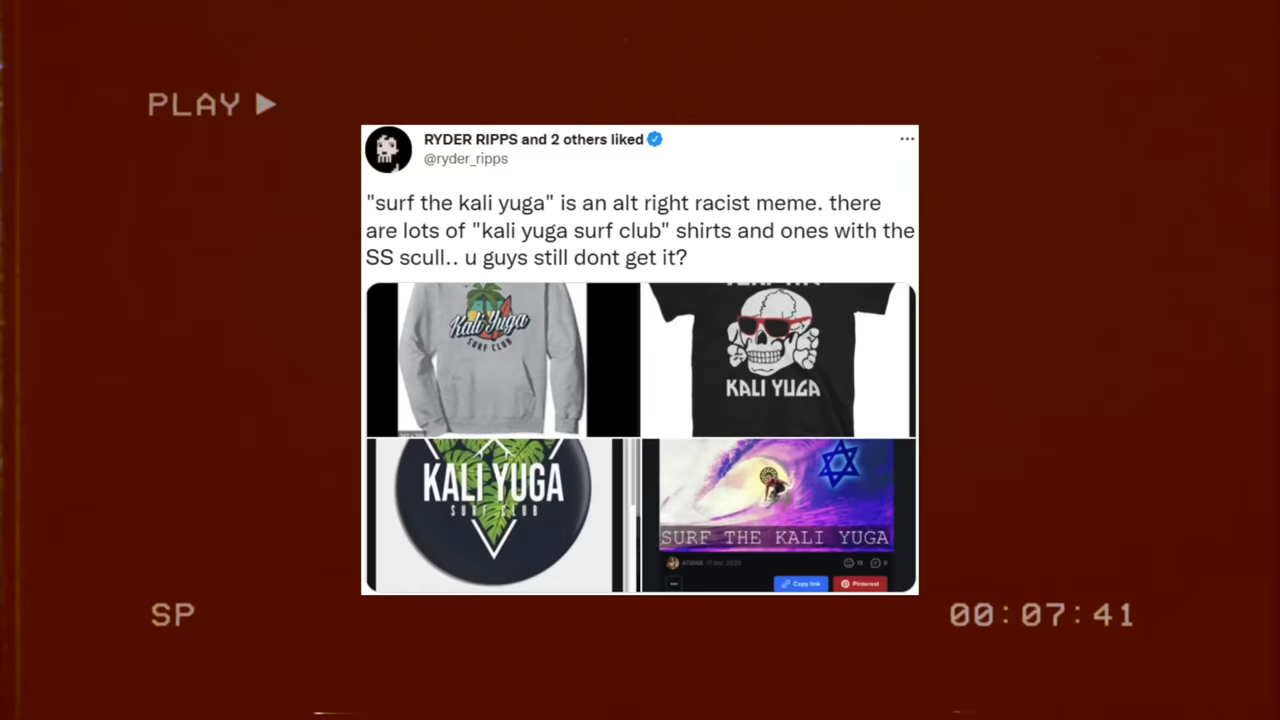 PLAY
RYDER RIPPS and 2 others liked
@ryder_ripps
"surf the kali yuga" is an alt right racist meme. there
are lots of "kali yuga surf club" shirts and ones with the
SS scull.. u guys still dont get it?
Kali Yuga
SURF CLUB
KALI YUGA
KALI YUGA
SURF CLUB
SURF THE KALI YUGA
17 dec. 2020
Copy link
Pinterest
SP
00:07:41